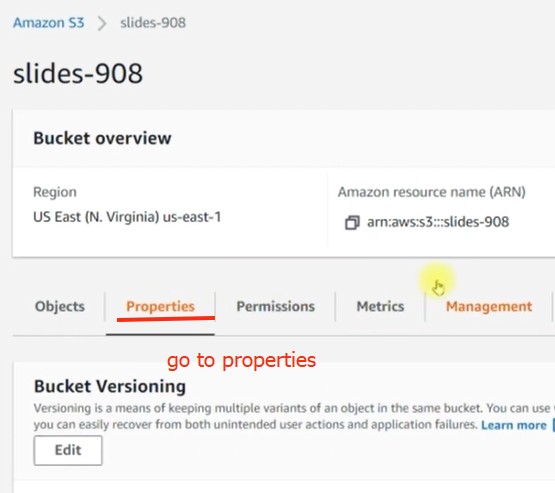 Amazon S3 > slides-908
slides-908
Bucket overview
Region
Amazon resource name (ARN)
US East (N. Virginia) us-east-1
arn:aws:s3:::slides-908
Objects Properties Permissions Metrics Management
go to properties
Bucket Versioning
Versioning is a means of keeping multiple variants of an object in the same bucket. You can use
you can easily recover from both unintended user actions and application failures. Learn more
Edit